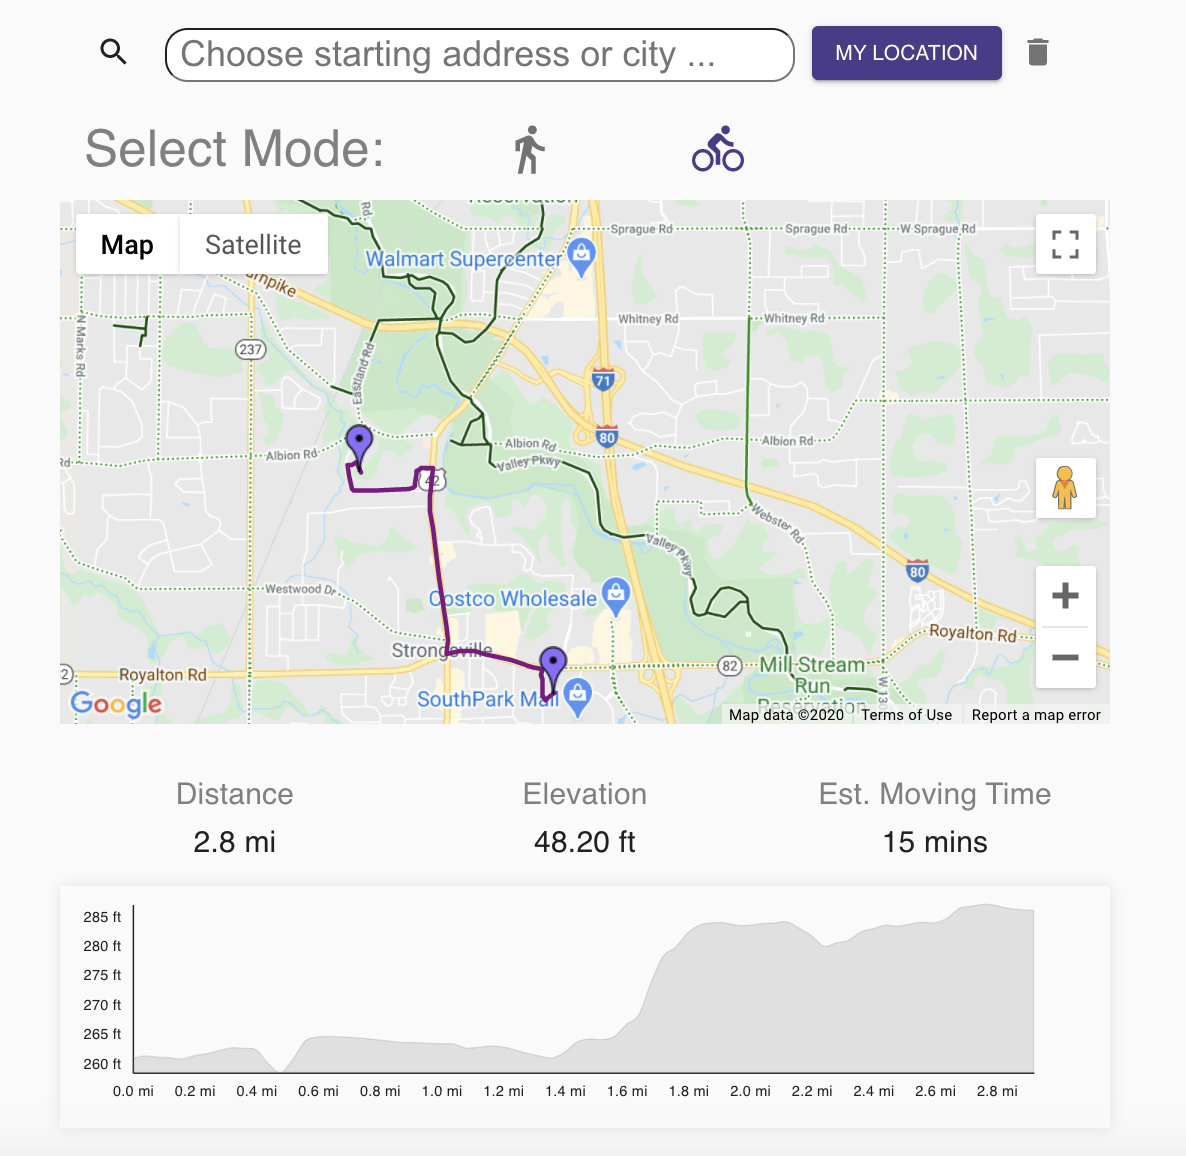 Choose starting address or city ...
MY LOCATION
Select Mode:
Map
Satellite
Rd
Reservation
Sprague Rd
Sprague Rd
W Sprague Rd
Walmart Supercenter
rnpike
N Marks Rd
Whitney Rd
Whitney Rd
237
Eastland Rd
71
80
Albion Rd
Albion Rd
Albion Rd
Rd
Valley Pkwy
42
Webster Rd
Valley Pkwy
80
Westwood Dr
Costco Wholesale
Royalton Rd
Strongsville
82
Mill Stream
Run
Reservation
Royalton Rd
2
W 13
SouthPark Mall
Google
Map data ©2020
Terms of Use
Report a map error
Distance
Elevation
Est. Moving Time
2.8 mi
48.20 ft
15 mins
285 ft
280 ft
275 ft
270 ft
265 ft
260 ft
0.0 mi 0.2 mi 0.4 mi 0.6 mi 0.8 mi 1.0 mi 1.2 mi 1.4 mi 1.6 mi 1.8 mi 2.0 mi 2.2 mi 2.4 mi 2.6 mi 2.8 mi